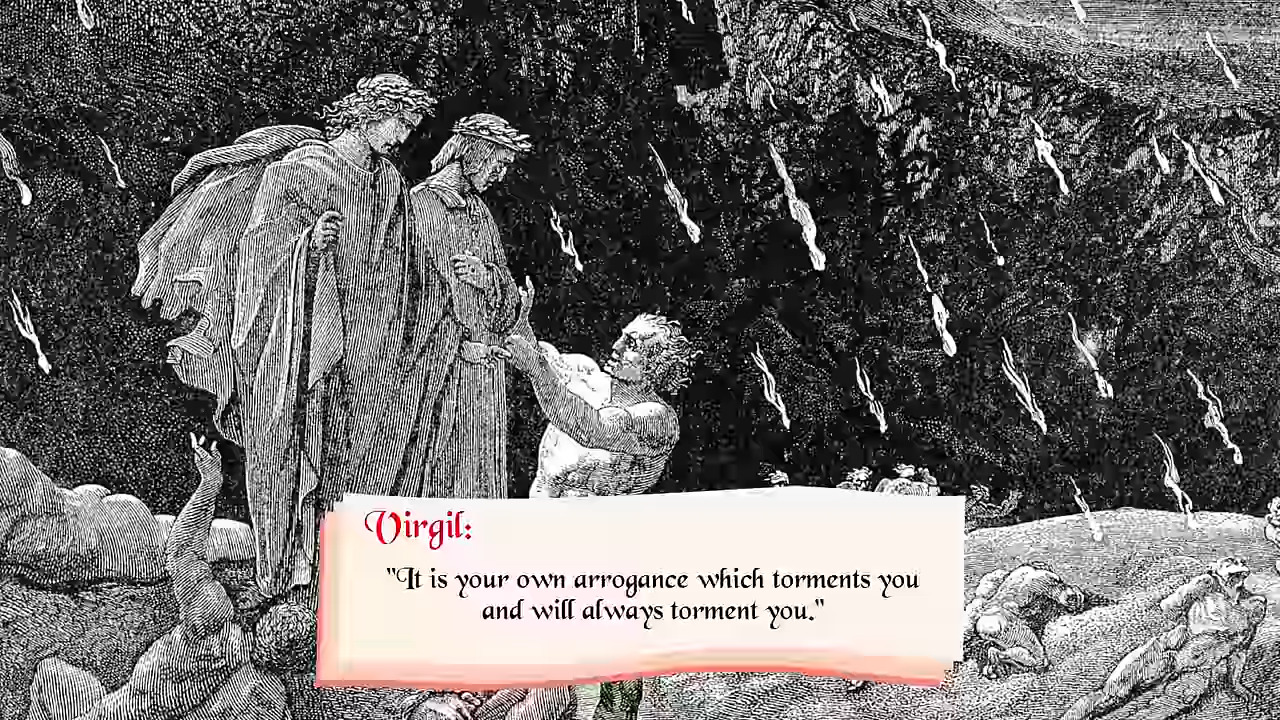 Virgil:
"It is your own arrogance which torments you
and will always torment you."